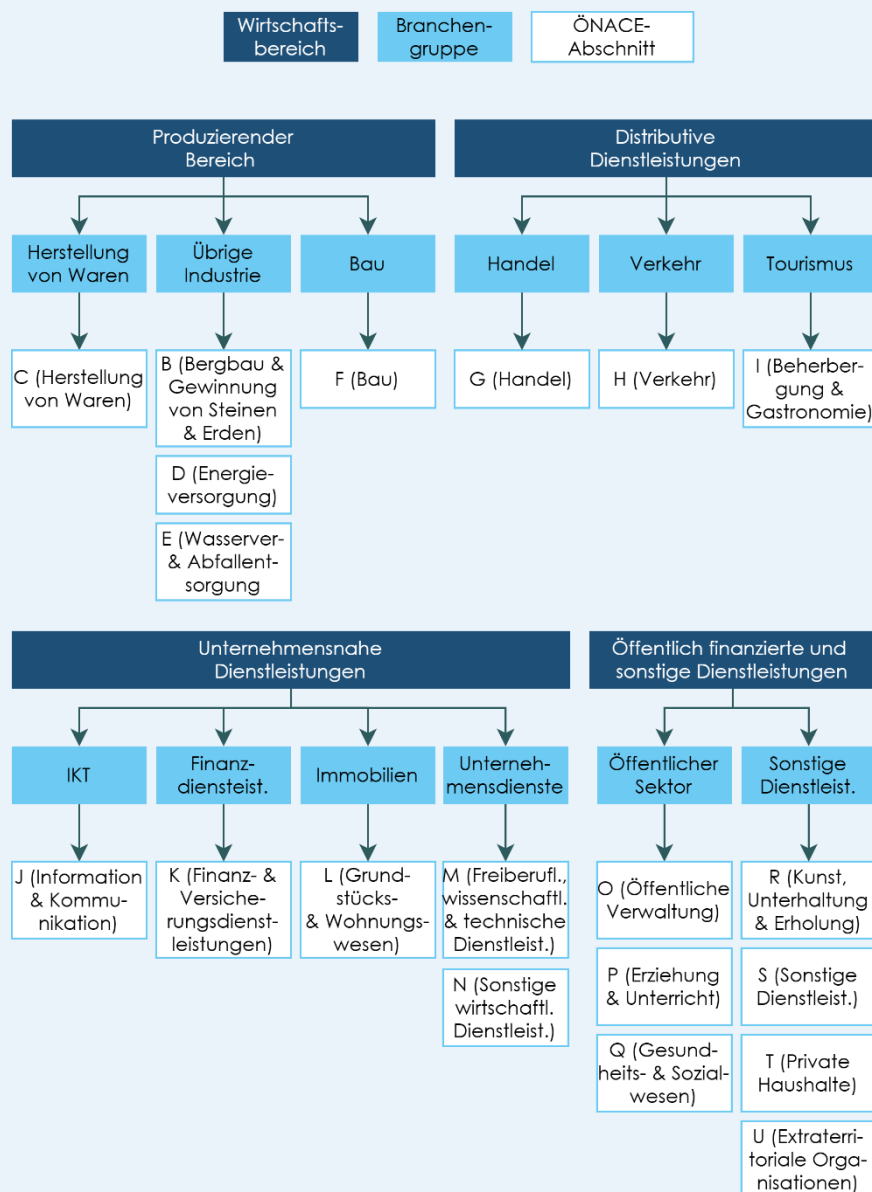 Wirtschafts-
bereich
Branchen-
gruppe
ÖNACE-
Abschnitt
Produzierender
Bereich
Distributive
Dienstleistungen
Herstellung
von Waren
Übrige
Industrie
Bau
Handel
Verkehr
Tourismus
C (Herstellung
von Waren)
B (Bergbau &
Gewinnung
von Steinen
& Erden)
F (Bau)
G (Handel)
H (Verkehr)
I (Beherber-
gung &
Gastronomie)
D (Energie-
versorgung)
E (Wasserver-
& Abfallent-
sorgung
Unternehmensnahe
Dienstleistungen
Öffentlich finanzierte und
sonstige Dienstleistungen
IKT
Finanz-
diensteist.
Immobilien
Unterneh-
mensdienste
Öffentlicher
Sektor
Sonstige
Dienstleist.
J (Information
& Kommu-
nikation)
K (Finanz- &
Versiche-
rungsdienst-
leistungen)
L (Grund-
stücks-
& Wohnungs-
wesen)
M (Freiberufl.,
wissenschaftl.
& technische
Dienstleist.)
O (Öffentliche
Verwaltung)
R (Kunst,
Unterhaltung
& Erholung)
N (Sonstige
wirtschaftl.
Dienstleist.)
P (Erziehung
& Unterricht)
S (Sonstige
Dienstleist.)
Q (Gesund-
heits- & Sozial-
wesen)
T (Private
Haushalte)
U (Extraterri-
toriale Orga-
nisationen)